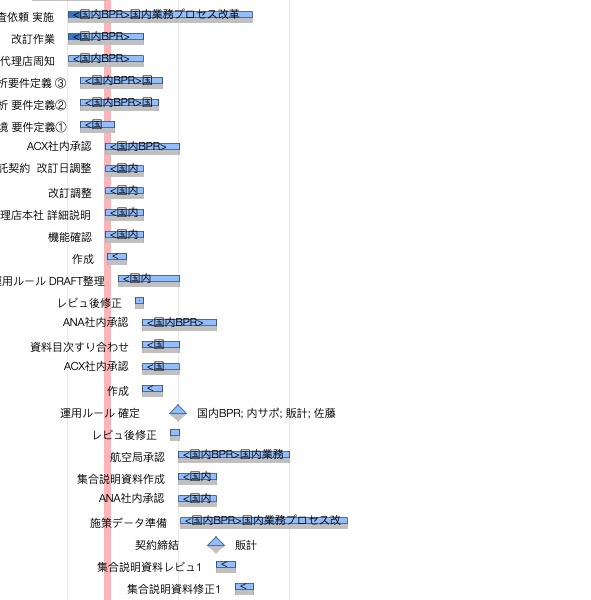 査依頼 実施 <国内BPR>国内業務プロセス改革
改訂作業 <国内BPR>
代理店周知 <国内BPR>
析要件定義 ③ <国内BPR>国
析 要件定義② <国内BPR>国
境 要件定義① <国
ACX社内承認 <国内BPR>
託契約 改訂日調整 <国内
改訂調整 <国内
理店本社 詳細説明 <国内
機能確認 <国内
作成 <
運用ルール DRAFT整理 <国内
レビュ後修正
ANA社内承認 <国内BPR>
資料目次すり合わせ <国
ACX社内承認 <国
作成 <
運用ルール 確定 国内BPR; 内サポ; 販計; 佐藤
レビュ後修正
航空局承認 <国内BPR>国内業務
集合説明資料作成 <国内
ANA社内承認 <国内
施策データ準備 <国内BPR>国内業務プロセス改
契約締結 販計
集合説明資料レビュ1 <
集合説明資料修正1 <